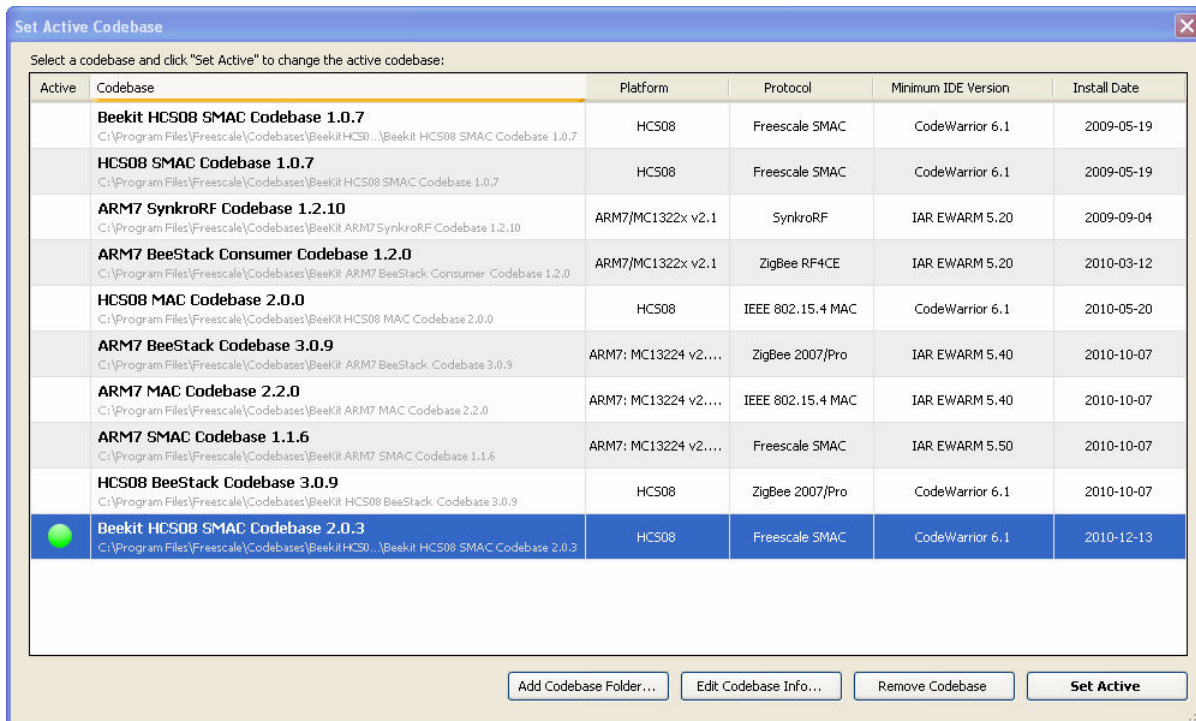 Set Active Codebase
Select a codebase and click "Set Active" to change the active codebase:
Active Codebase Platform Protocol Minimum IDE Version Install Date
Beekit HCS08 SMAC Codebase 1.0.7
C:\Program Files\Freescale\Codebases\BeekitHCS0...\Beekit HCS08 SMAC Codebase 1.0.7
HCS08 Freescale SMAC CodeWarrior 6.1 2009-05-19
HCS08 SMAC Codebase 1.0.7
C:\Program Files\Freescale\Codebases\BeeKit HCS08 SMAC Codebase 1.0.7
HCS08 Freescale SMAC CodeWarrior 6.1 2009-05-19
ARM7 SynkroRF Codebase 1.2.10
C:\Program Files\Freescale\Codebases\BeeKit ARM7 SynkroRF Codebase 1.2.10
ARM7/MC1322x v2.1 SynkroRF IAR EWARM 5.20 2009-09-04
ARM7 BeeStack Consumer Codebase 1.2.0
C:\Program Files\Freescale\Codebases\BeeKit ARM7 BeeStack Consumer Codebase 1.2.0
ARM7/MC1322x v2.1 ZigBee RF4CE IAR EWARM 5.20 2010-03-12
HCS08 MAC Codebase 2.0.0
C:\Program Files\Freescale\Codebases\BeeKit HCS08 MAC Codebase 2.0.0
HCS08 IEEE 802.15.4 MAC CodeWarrior 6.1 2010-05-20
ARM7 BeeStack Codebase 3.0.9
C:\Program Files\Freescale\Codebases\BeeKit ARM7 BeeStack Codebase 3.0.9
ARM7: MC13224 v2.... ZigBee 2007/Pro IAR EWARM 5.40 2010-10-07
ARM7 MAC Codebase 2.2.0
C:\Program Files\Freescale\Codebases\BeeKit ARM7 MAC Codebase 2.2.0
ARM7: MC13224 v2.... IEEE 802.15.4 MAC IAR EWARM 5.40 2010-10-07
ARM7 SMAC Codebase 1.1.6
C:\Program Files\Freescale\Codebases\BeeKit ARM7 SMAC Codebase 1.1.6
ARM7: MC13224 v2.... Freescale SMAC IAR EWARM 5.50 2010-10-07
HCS08 BeeStack Codebase 3.0.9
C:\Program Files\Freescale\Codebases\BeeKit HCS08 BeeStack Codebase 3.0.9
HCS08 ZigBee 2007/Pro CodeWarrior 6.1 2010-10-07
Beekit HCS08 SMAC Codebase 2.0.3
C:\Program Files\Freescale\Codebases\BeekitHCS0...\Beekit HCS08 SMAC Codebase 2.0.3
HCS08 Freescale SMAC CodeWarrior 6.1 2010-12-13
Add Codebase Folder... Edit Codebase Info... Remove Codebase Set Active